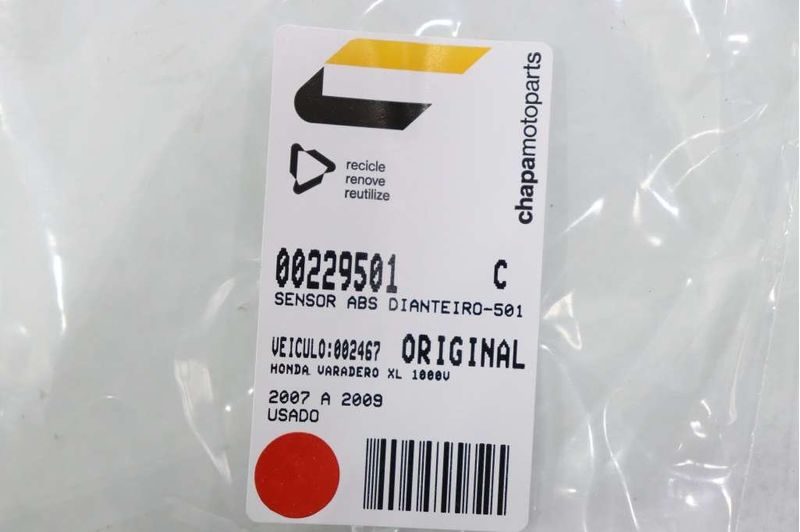 chapamotoparts
recicle
renove
reutilize
00229501 C
SENSOR ABS DIANTEIRO-501
VEICULO:002467 ORIGINAL
HONDA VARADERO XL 1000V
2007 A 2009
USADO